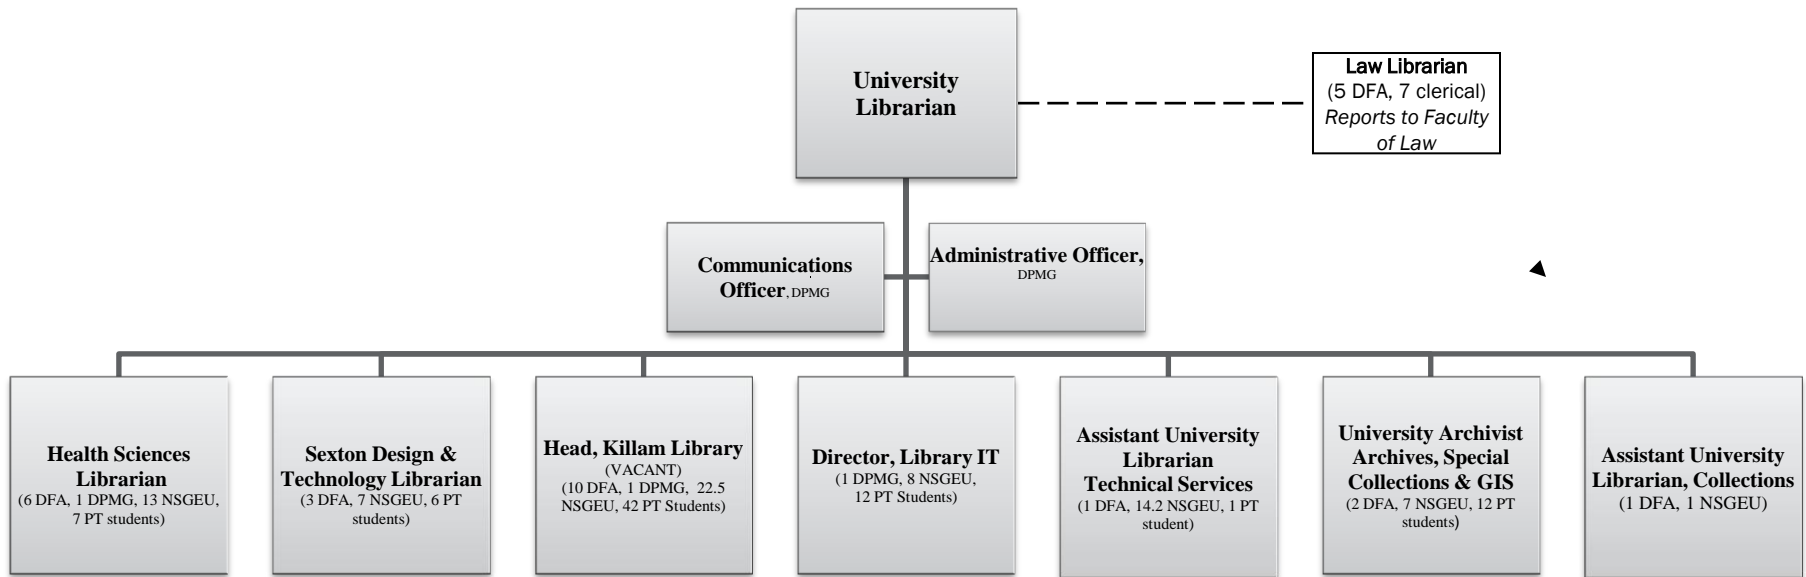 University
Librarian
Law Librarian
(5 DFA, 7 clerical)
Reports to Faculty
of Law
Communications
Officer, DPMG
Administrative Officer,
DPMG
Health Sciences
Librarian
(6 DFA, 1 DPMG, 13 NSGEU,
7 PT students)
Sexton Design &
Technology Librarian
(3 DFA, 7 NSGEU, 6 PT
students)
Head, Killam Library
(VACANT)
(10 DFA, 1 DPMG, 22.5
NSGEU, 42 PT Students)
Director, Library IT
(1 DPMG, 8 NSGEU,
12 PT Students)
Assistant University
Librarian
Technical Services
(1 DFA, 14.2 NSGEU, 1 PT
student)
University Archivist
Archives, Special
Collections & GIS
(2 DFA, 7 NSGEU, 12 PT
students)
Assistant University
Librarian, Collections
(1 DFA, 1 NSGEU)